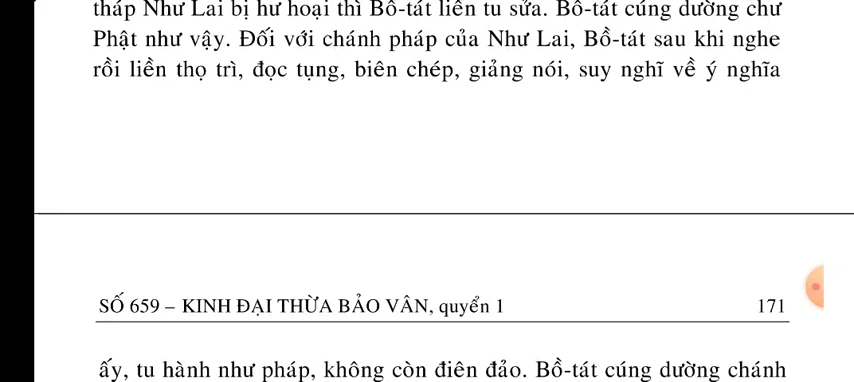 tháp Như Lai bị hư hoại thì Bồ-tát liền tu sửa. Bồ-tát cúng dường chư
Phật như vậy. Đối với chánh pháp của Như Lai, Bồ-tát sau khi nghe
rồi liền thọ trì, đọc tụng, biên chép, giảng nói, suy nghĩ về ý nghĩa
SỐ 659 – KINH ĐẠI THỪA BẢO VÂN, quyển 1 171
ấy, tu hành như pháp, không còn điên đảo. Bồ-tát cúng dường chánh